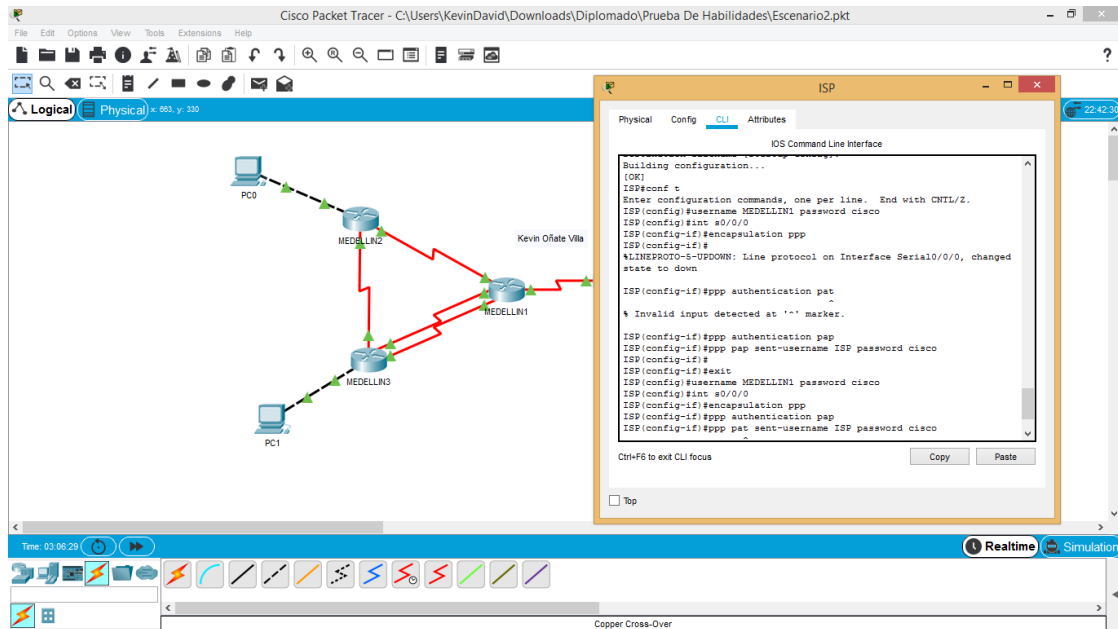 Cisco Packet Tracer - C:\Users\KevinDavid\Downloads\Diplomado\Prueba De Habilidades\Escenario2.pkt
File Edit Options View Tools Extensions Help
?
Logical Physical x: 663, y: 330
22:42:30
PC0
MEDELLIN2
Kevin Oñate Villa
MEDELLIN1
MEDELLIN3
PC1
ISP
Physical Config CLI Attributes
IOS Command Line Interface
Building configuration...
[OK]
ISP#conf t
Enter configuration commands, one per line. End with CNTL/Z.
ISP(config)#username MEDELLIN1 password cisco
ISP(config)#int s0/0/0
ISP(config-if)#encapsulation ppp
ISP(config-if)#
%LINEPROTO-5-UPDOWN: Line protocol on Interface Serial0/0/0, changed
state to down
ISP(config-if)#ppp authentication pat
^
% Invalid input detected at '^' marker.
ISP(config-if)#ppp authentication pap
ISP(config-if)#ppp pap sent-username ISP password cisco
ISP(config-if)#
ISP(config-if)#exit
ISP(config)#username MEDELLIN1 password cisco
ISP(config)#int s0/0/0
ISP(config-if)#encapsulation ppp
ISP(config-if)#ppp authentication pap
ISP(config-if)#ppp pat sent-username ISP password cisco
^
Ctrl+F6 to exit CLI focus
Copy Paste
Top
Time: 03:06:29
Realtime Simulation
Copper Cross-Over